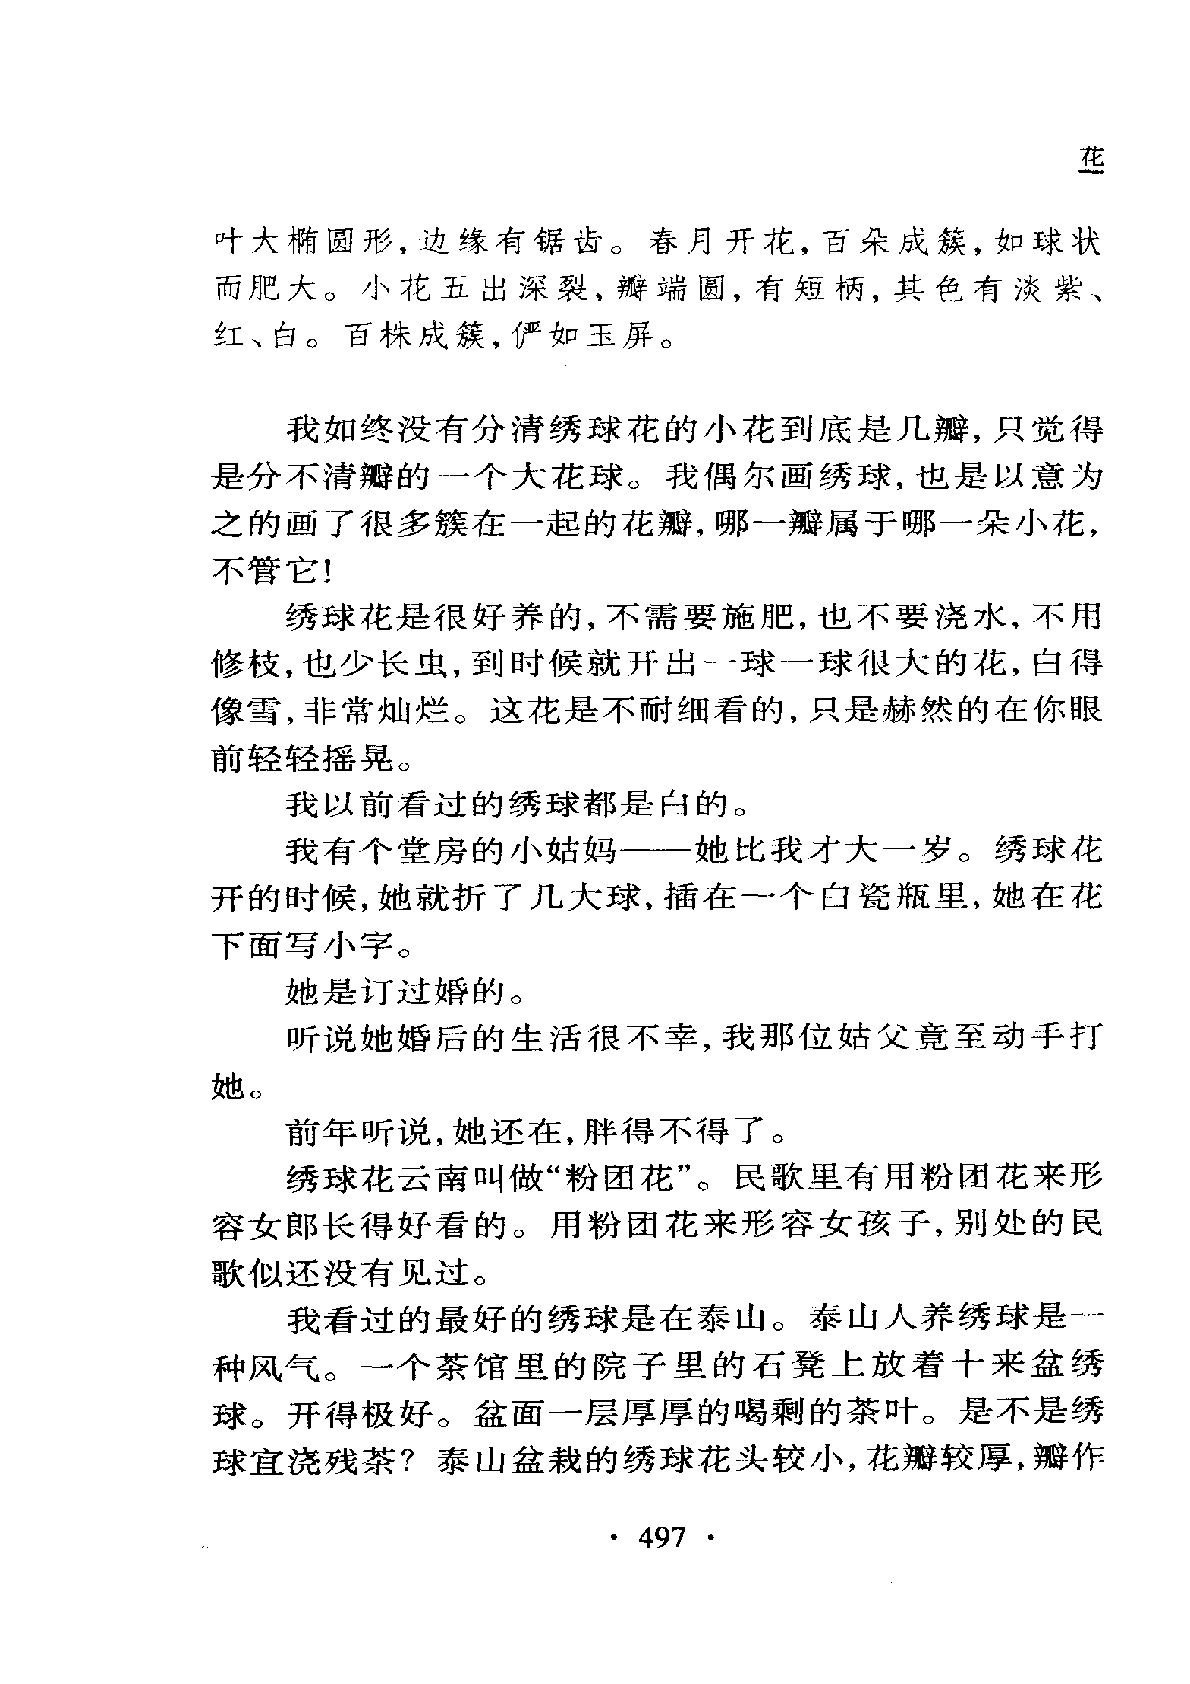 花
叶大椭圆形,边缘有锯齿。春月开花,百朵成簇,如球状
而肥大。小花五出深裂、瓣端圆,有短柄,其色有淡紫、
红、白。百株成簇,俨如玉屏。
我如终没有分清绣球花的小花到底是几瓣,只觉得
是分不清瓣的一个大花球。我偶尔画绣球,也是以意为
之的画了很多簇在一起的花瓣,哪一瓣属于哪一朵小花,
不管它!
绣球花是很好养的,不需要施肥,也不要浇水,不用
修枝,也少长虫,到时候就开出一球一球很大的花,白得
像雪,非常灿烂。这花是不耐细看的,只是赫然的在你眼
前轻轻摇晃。
我以前看过的绣球都是白的。
我有个堂房的小姑妈——她比我才大一岁。绣球花
开的时候,她就折了几大球,插在一个白瓷瓶里,她在花
下面写小字。
她是订过婚的。
听说她婚后的生活很不幸,我那位姑父竟至动手打
她。
前年听说,她还在,胖得不得了。
绣球花云南叫做“粉团花”。民歌里有用粉团花来形
容女郎长得好看的。用粉团花来形容女孩子,别处的民
歌似还没有见过。
我看过的最好的绣球是在泰山。泰山人养绣球是一
种风气。一个茶馆里的院子里的石凳上放着十来盆绣
球。开得极好。盆面一层厚厚的喝剩的茶叶。是不是绣
球宜浇残茶?泰山盆栽的绣球花头较小,花瓣较厚,瓣作
· 497 ·